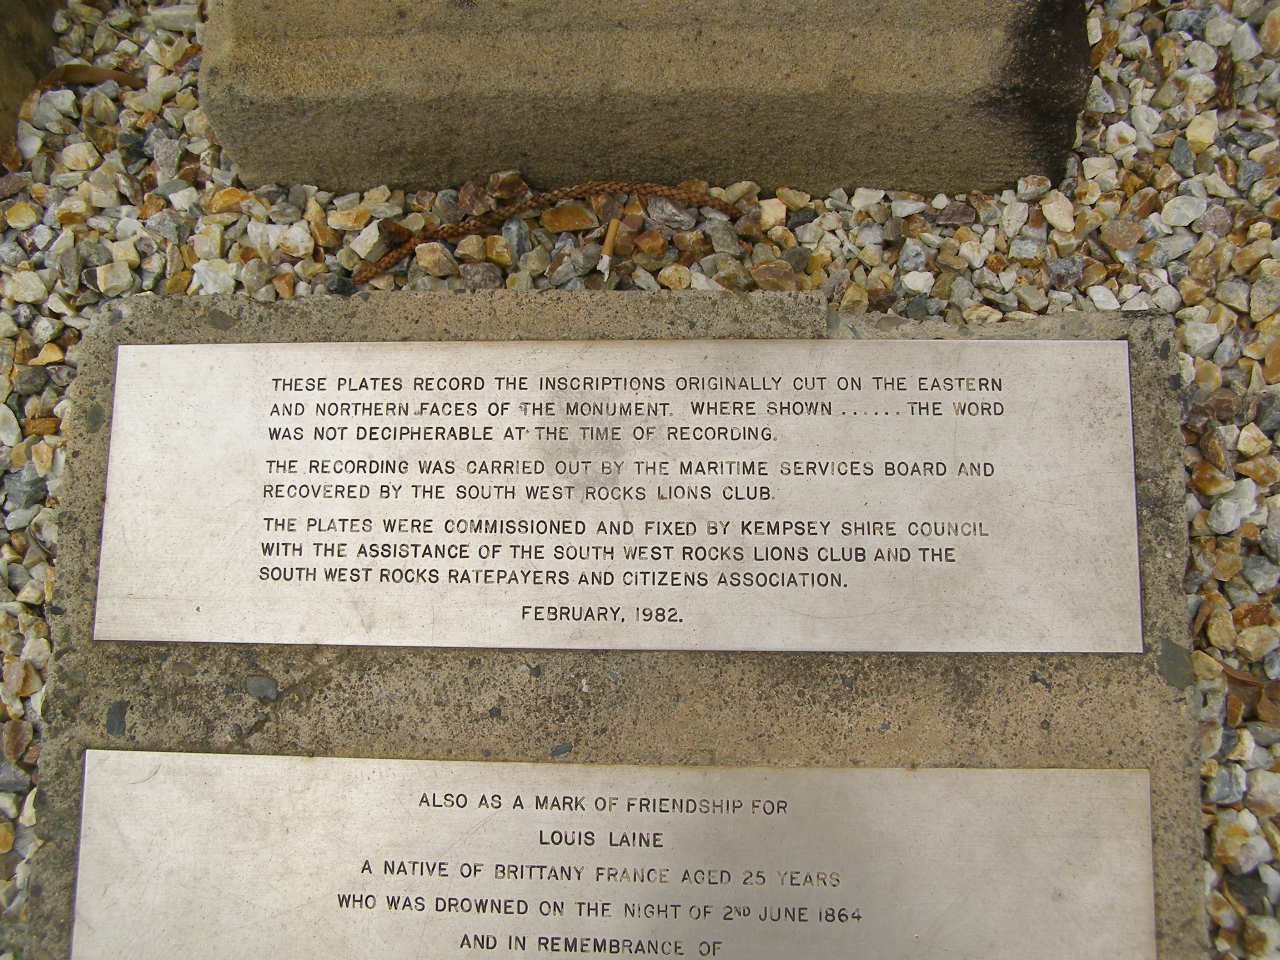 THESE PLATES RECORD THE INSCRIPTIONS ORIGINALLY CUT ON THE EASTERN
AND NORTHERN FACES OF THE MONUMENT. WHERE SHOWN ...... THE WORD
WAS NOT DECIPHERABLE AT THE TIME OF RECORDING.
THE RECORDING WAS CARRIED OUT BY THE MARITIME SERVICES BOARD AND
RECOVERED BY THE SOUTH WEST ROCKS LIONS CLUB.
THE PLATES WERE COMMISSIONED AND FIXED BY KEMPSEY SHIRE COUNCIL
WITH THE ASSISTANCE OF THE SOUTH WEST ROCKS LIONS CLUB AND THE
SOUTH WEST ROCKS RATEPAYERS AND CITIZENS ASSOCIATION.
FEBRUARY, 1982.
ALSO AS A MARK OF FRIENDSHIP FOR
LOUIS LAINE
A NATIVE OF BRITTANY FRANCE AGED 25 YEARS
WHO WAS DROWNED ON THE NIGHT OF 2ND JUNE 1864
AND IN REMEMBRANCE OF